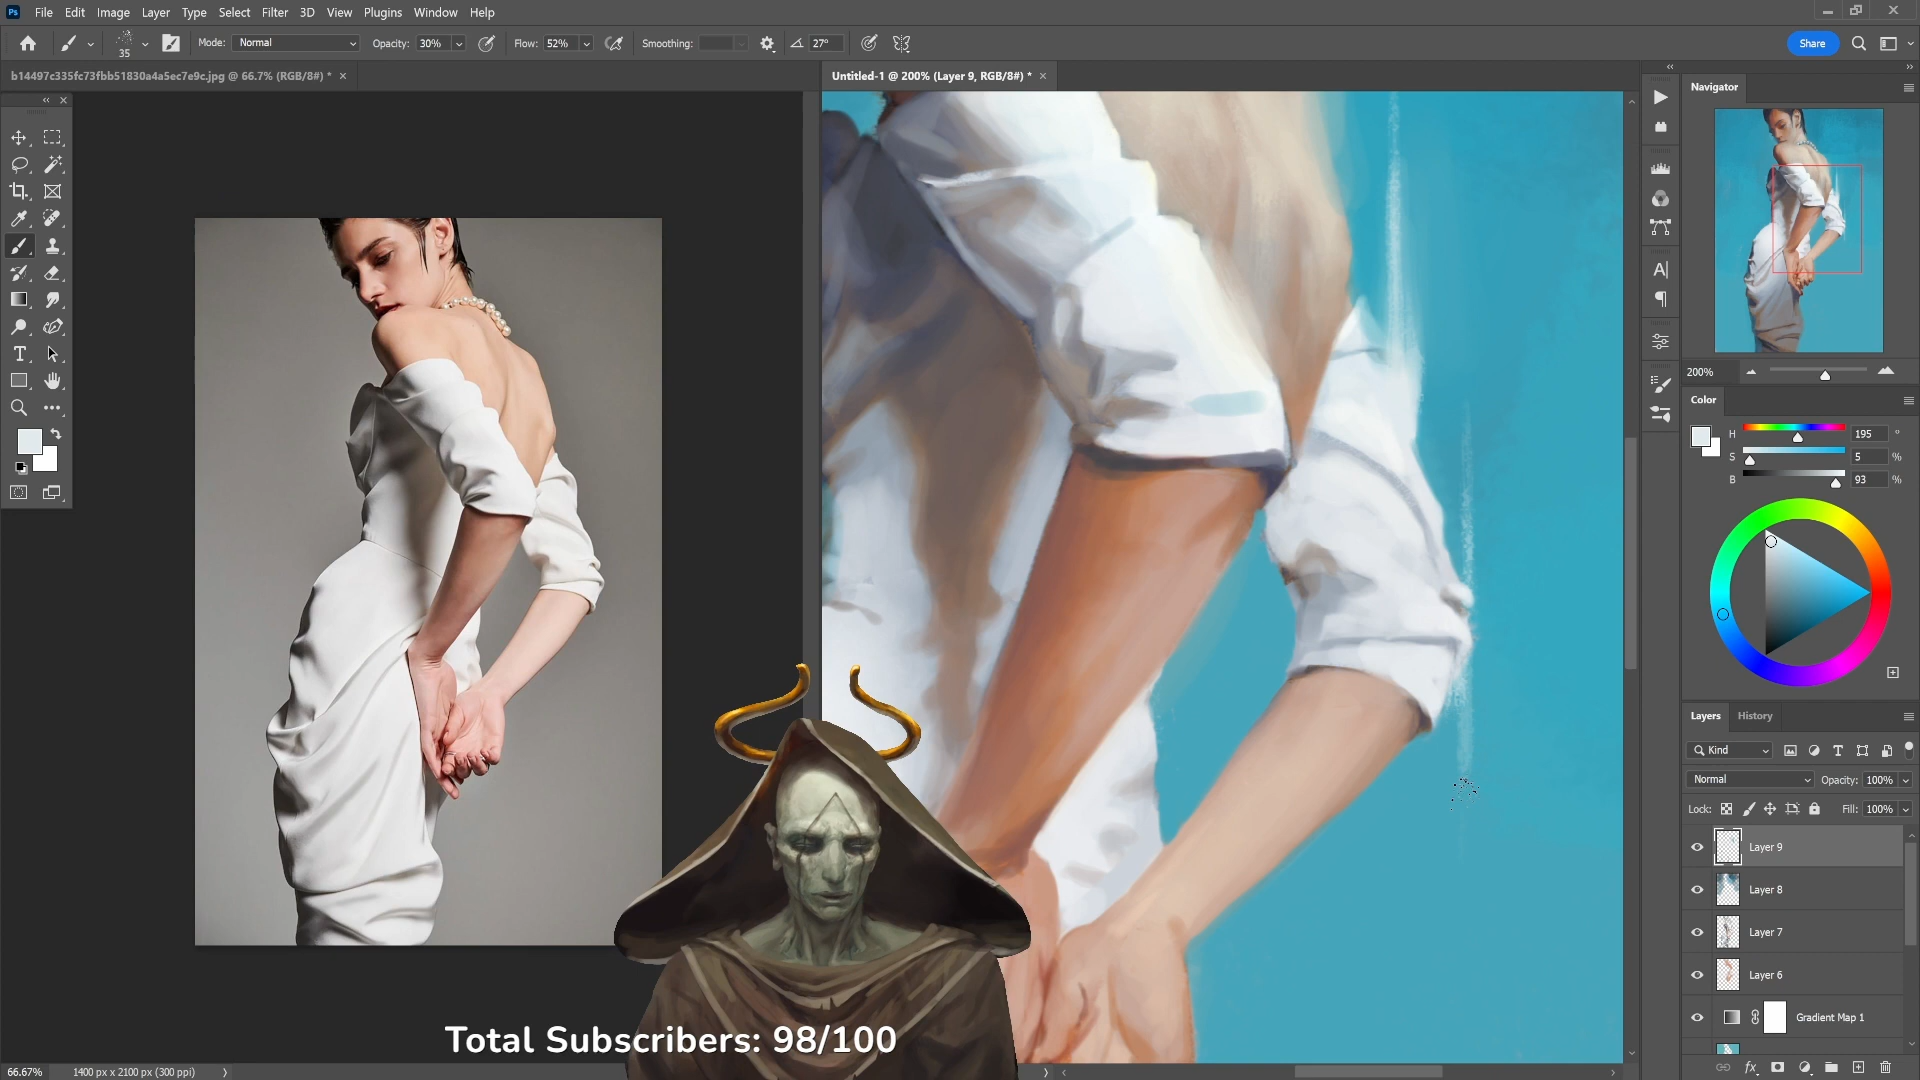 Ps File Edit Image Layer Type Select Filter 3D View Plugins Window Help
35 Mode: Normal Opacity: 30% Flow: 52% Smoothing: 27° Share
b14497c335fc73fbb51830a4a5ec7e9c.jpg @ 66.7% (RGB/8#) * Untitled-1 @ 200% (Layer 9, RGB/8#) *
Navigator
200%
Color
H 195 °
S 5 %
B 93 %
Layers History
Kind
Normal Opacity: 100%
Lock: Fill: 100%
Layer 9
Layer 8
Layer 7
Layer 6
Gradient Map 1
Total Subscribers: 98/100
66.67% 1400 px x 2100 px (300 ppi)